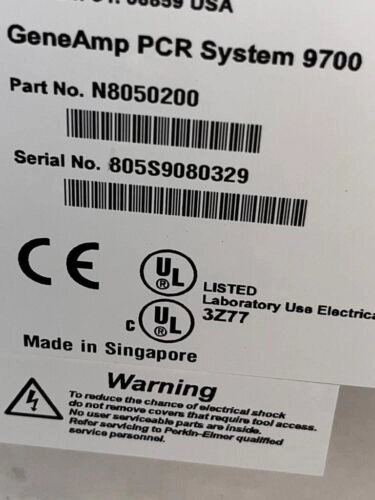 06859 USA
GeneAmp PCR System 9700
Part No. N8050200
Serial No. 805S9080329
CE
UL
®
LISTED
Laboratory Use Electrica
3Z77
C
UL
®
Made in Singapore
Warning
To reduce the chance of electrical shock
do not remove covers that require tool access.
No user serviceable parts are inside.
Refer servicing to Perkin-Elmer qualified
service personnel.